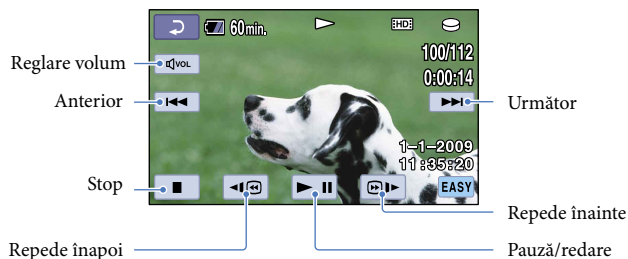 60min.
HD
100/112
Reglare volum
VOL
0:00:14
Anterior
Următor
1-1-2009
11:35:20
Stop
EASY
Repede înainte
Repede înapoi
Pauză/redare